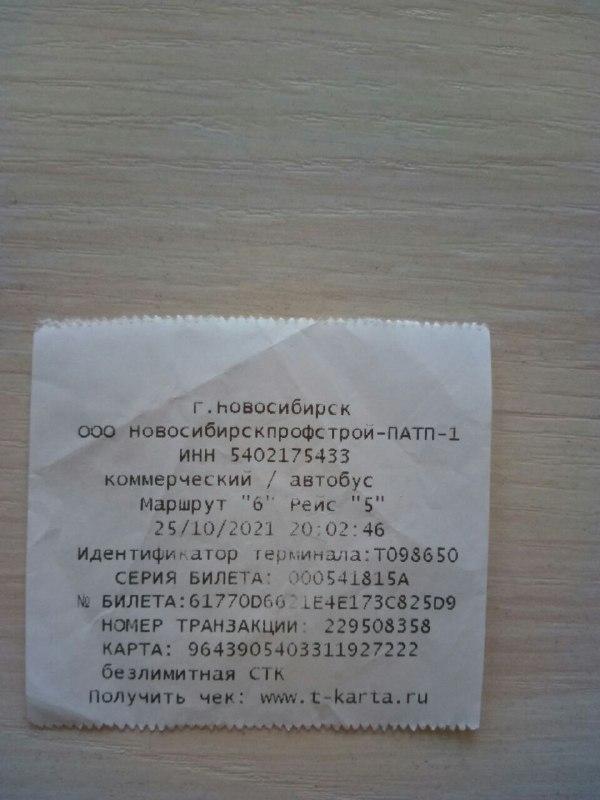 г.Новосибирск
ООО Новосибирскпрофстрой-ПАТП-1
ИНН 5402175433
коммерческий / автобус
Маршрут "6" Рейс "5"
25/10/2021 20:02:46
Идентификатор терминала:T098650
СЕРИЯ БИЛЕТА: 000541815A
№ БИЛЕТА:61770D6621E4E173C825D9
НОМЕР ТРАНЗАКЦИИ: 229508358
КАРТА: 9643905403311927222
безлимитная СТК
Получить чек: www.t-karta.ru